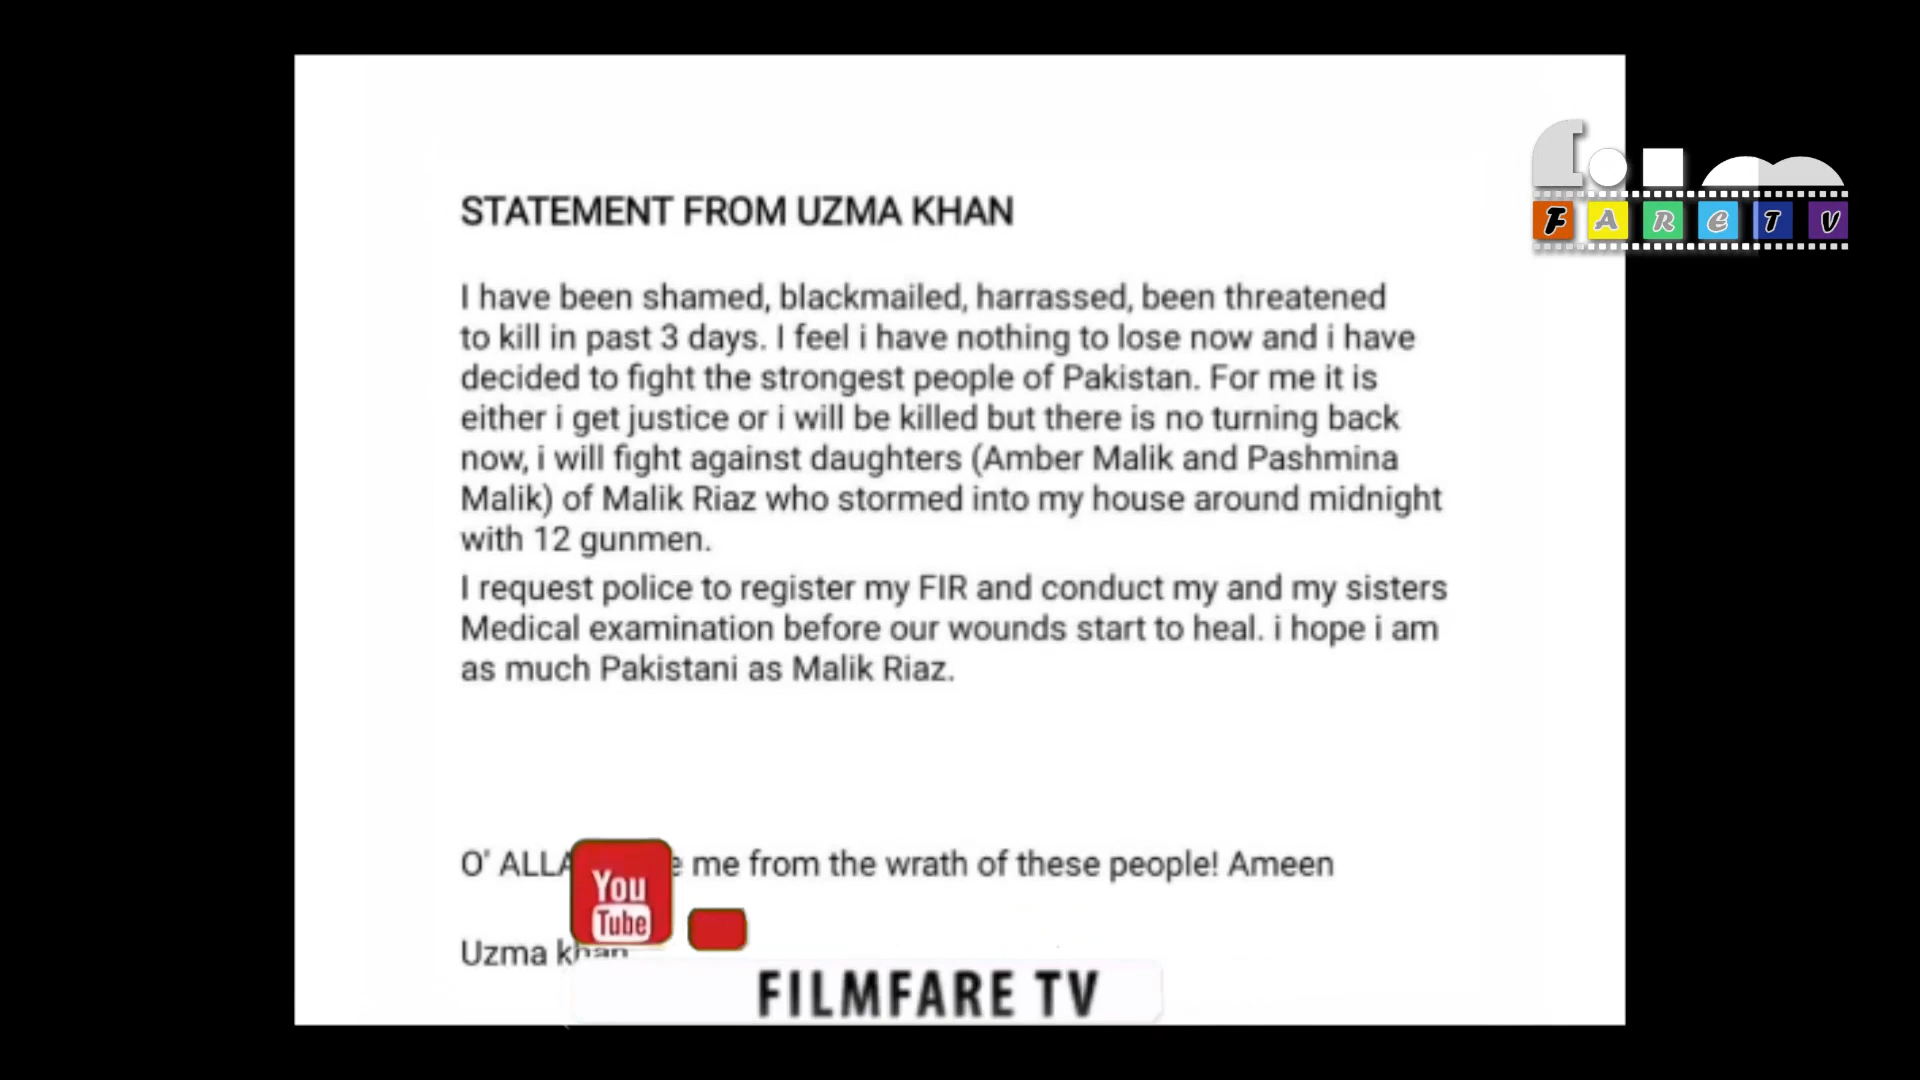 STATEMENT FROM UZMA KHAN
I have been shamed, blackmailed, harrassed, been threatened
to kill in past 3 days. I feel i have nothing to lose now and i have
decided to fight the strongest people of Pakistan. For me it is
either i get justice or i will be killed but there is no turning back
now, i will fight against daughters (Amber Malik and Pashmina
Malik) of Malik Riaz who stormed into my house around midnight
with 12 gunmen.
I request police to register my FIR and conduct my and my sisters
Medical examination before our wounds start to heal. i hope i am
as much Pakistani as Malik Riaz.
O' me from the wrath of these people! Ameen
Uzma khan
film
FARE TV
You
Tube
FILMFARE TV